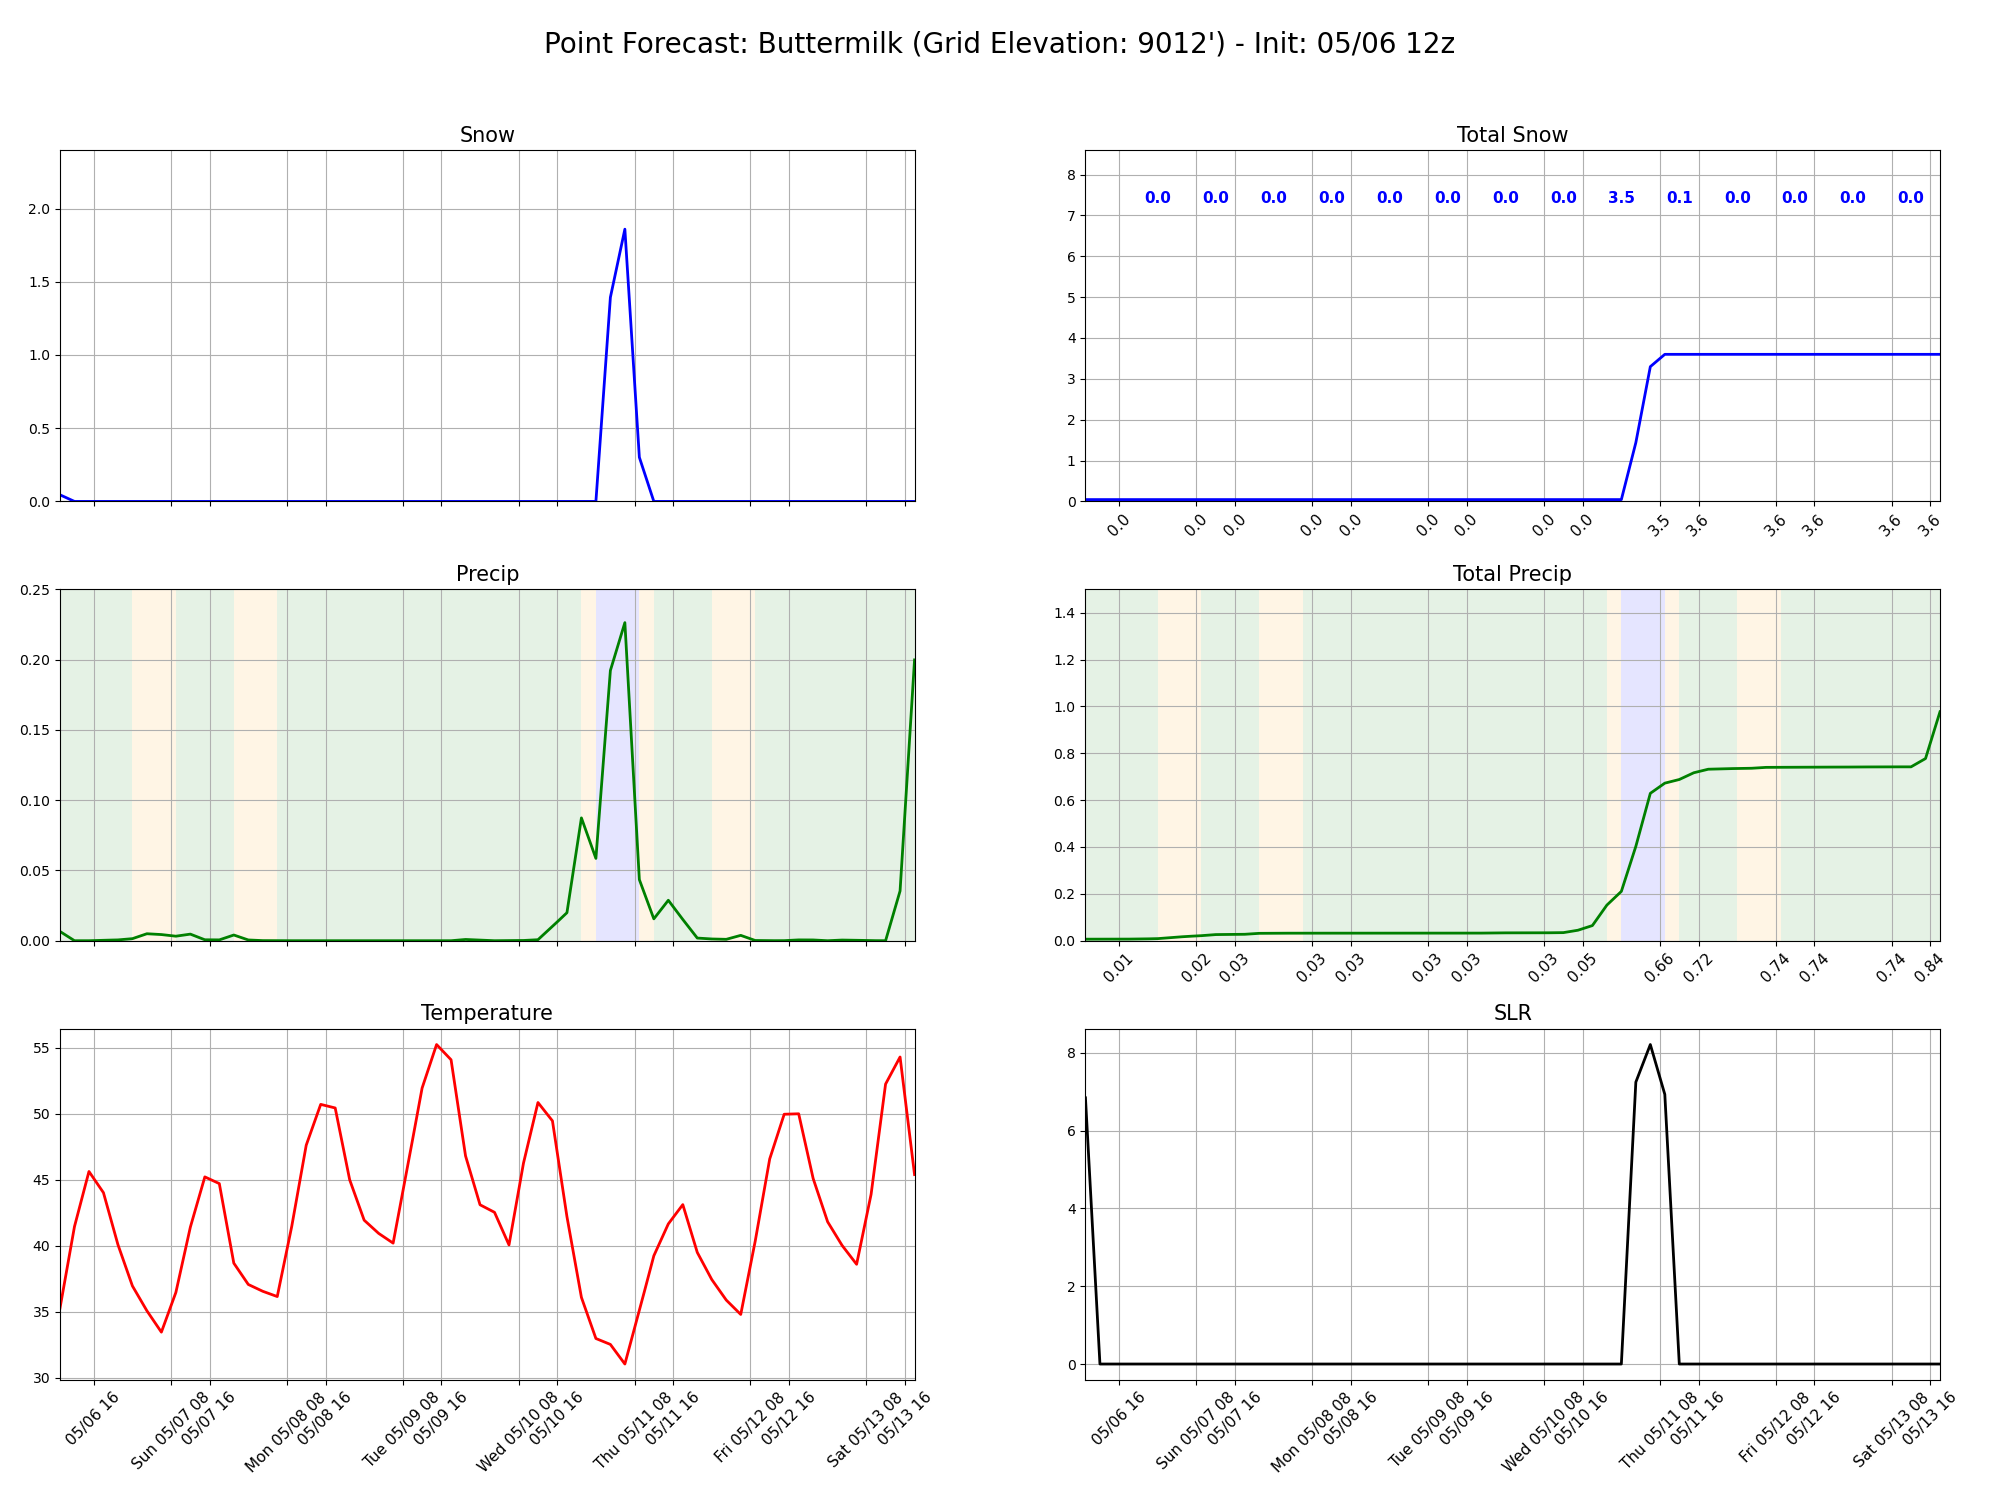 Point Forecast: Buttermilk (Grid Elevation: 9012') - Init: 05/06 12z
Snow
2.0
1.5
1.0
0.5
0.0
Total Snow
8
7
6
5
4
3
2
1
0
0.0 0.0 0.0 0.0 0.0 0.0 0.0 0.0 3.5 0.1 0.0 0.0 0.0 0.0
0.0 0.0 0.0 0.0 0.0 0.0 0.0 0.0 0.0 3.5 3.6 3.6 3.6 3.6 3.6
Precip
0.25
0.20
0.15
0.10
0.05
0.00
Total Precip
1.4
1.2
1.0
0.8
0.6
0.4
0.2
0.0
0.01 0.02 0.03 0.03 0.03 0.03 0.03 0.03 0.05 0.66 0.72 0.74 0.74 0.74 0.84
Temperature
55
50
45
40
35
30
05/06 16
Sun 05/07 08
05/07 16
Mon 05/08 08
05/08 16
Tue 05/09 08
05/09 16
Wed 05/10 08
05/10 16
Thu 05/11 08
05/11 16
Fri 05/12 08
05/12 16
Sat 05/13 08
05/13 16
SLR
8
6
4
2
0
05/06 16
Sun 05/07 08
05/07 16
Mon 05/08 08
05/08 16
Tue 05/09 08
05/09 16
Wed 05/10 08
05/10 16
Thu 05/11 08
05/11 16
Fri 05/12 08
05/12 16
Sat 05/13 08
05/13 16